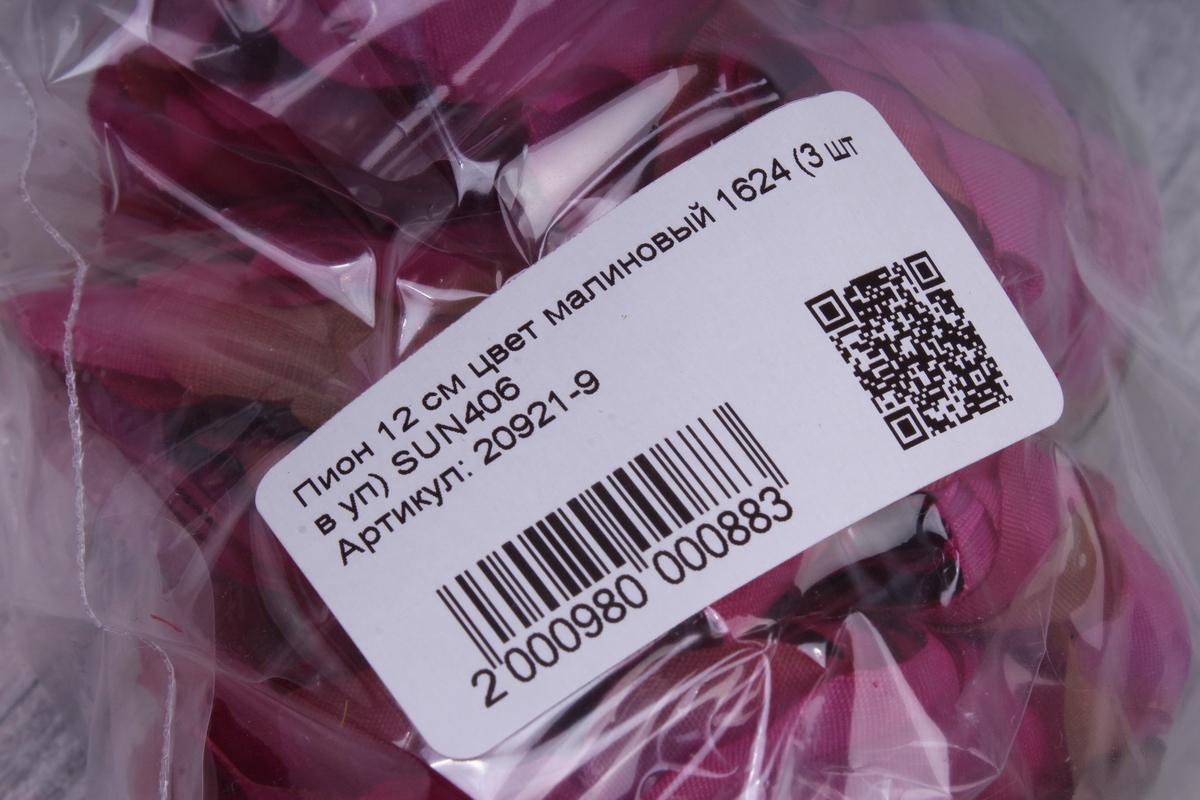 Пион 12 см цвет малиновый 1624 (3 шт
в уп) SUN406
Артикул: 20921-9
2 000980 000883